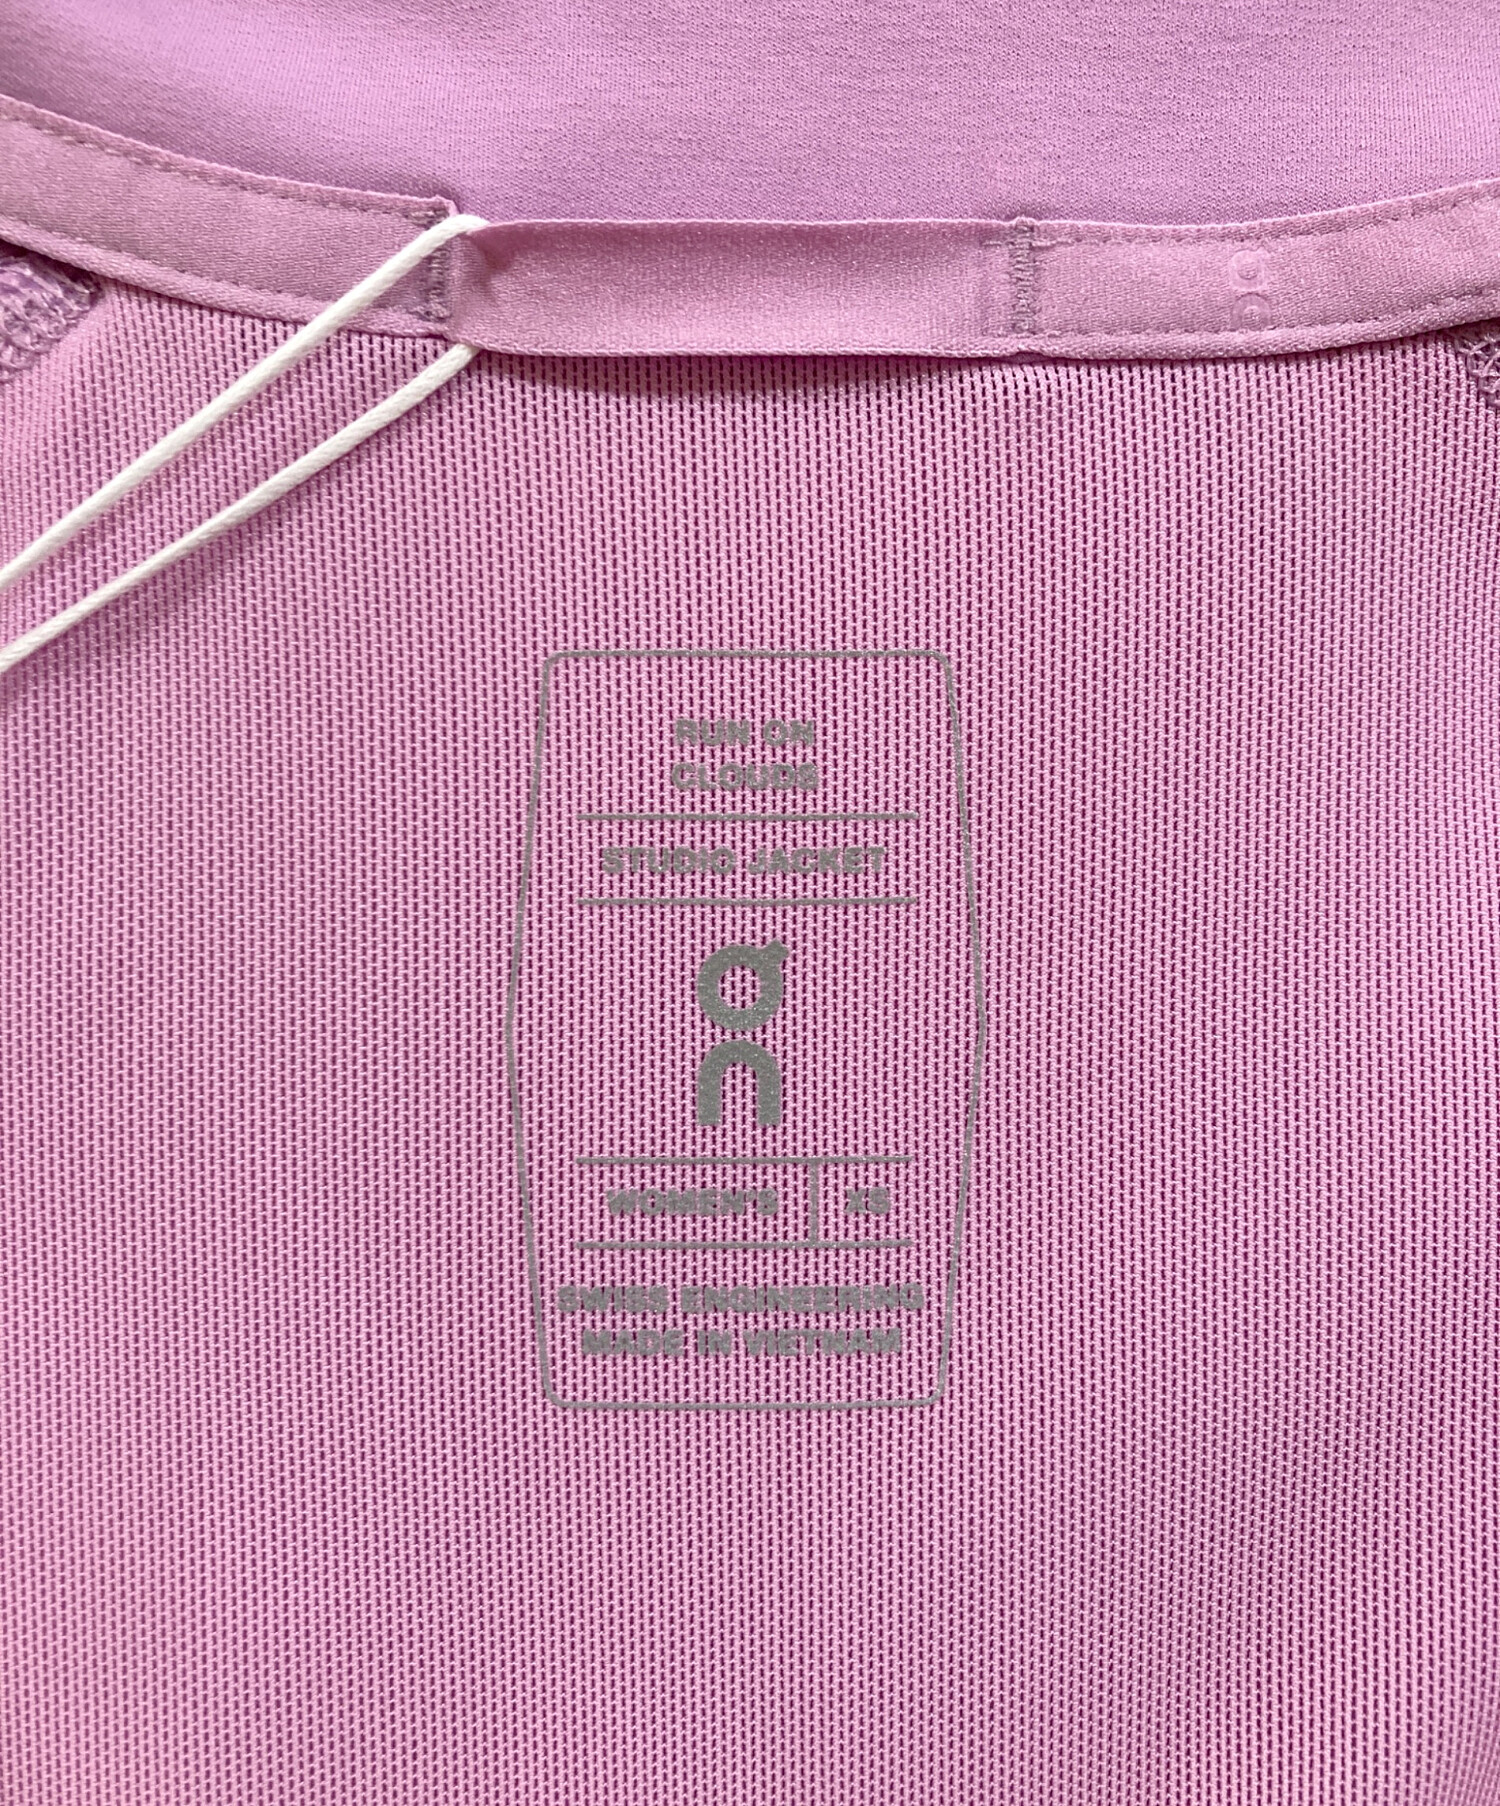 RUN ON
CLOUDS
STUDIO JACKET
on
WOMEN'S XS
SWISS ENGINEERING
MADE IN VIETNAM